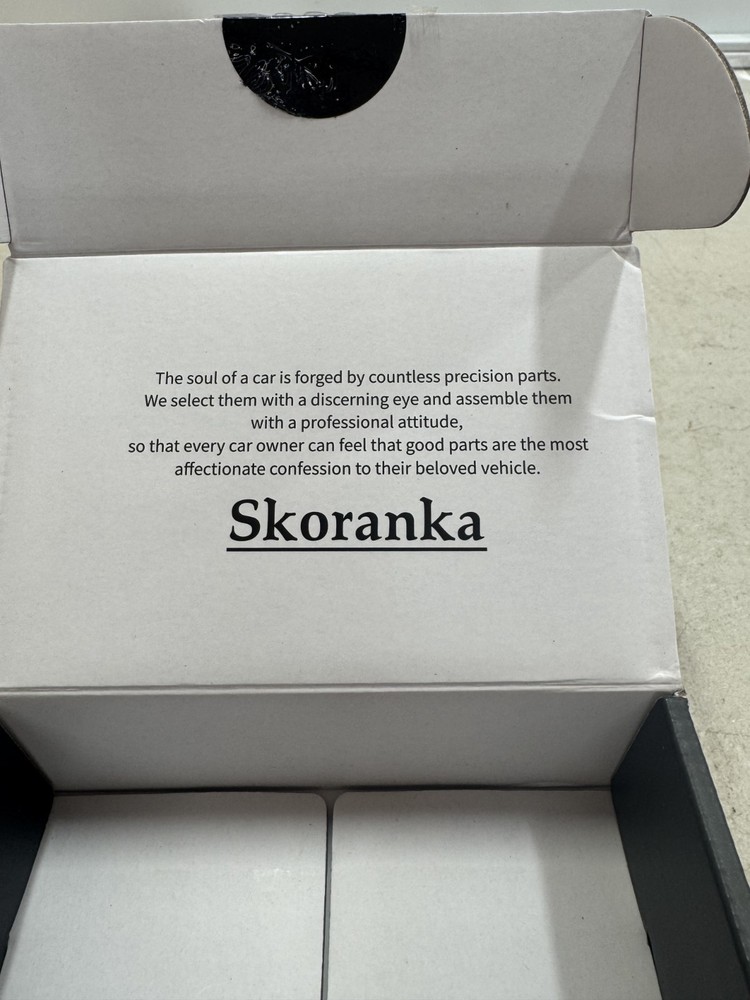 The soul of a car is forged by countless precision parts.
We select them with a discerning eye and assemble them
with a professional attitude,
so that every car owner can feel that good parts are the most
affectionate confession to their beloved vehicle.
Skoranka